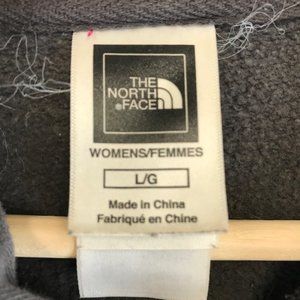 THE
NORTH
FACE
WOMENS/FEMMES
L/G
Made in China
Fabriqué en Chine